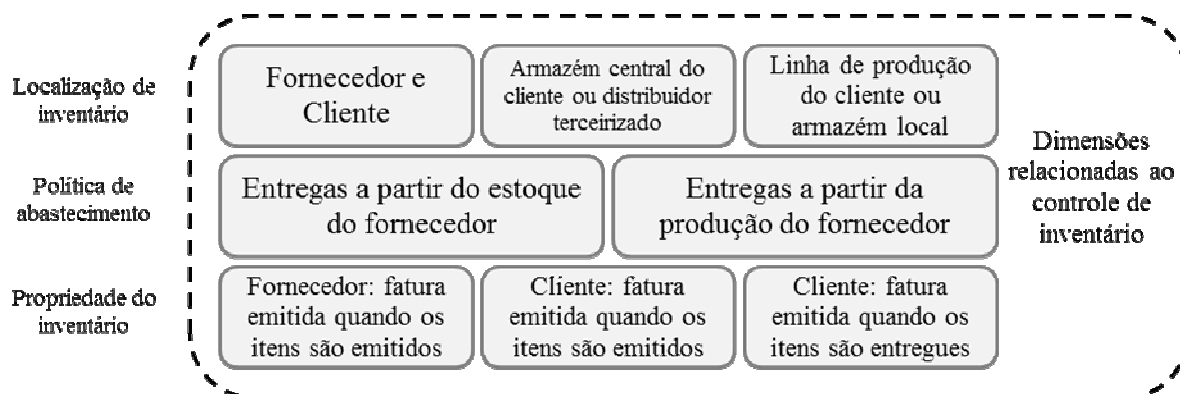 Localização de
inventário
Fornecedor e
Cliente
Armazém central do
cliente ou distribuidor
terceirizado
Linha de produção
do cliente ou
armazém local
Política de
abastecimento
Entregas a partir do estoque
do fornecedor
Entregas a partir da
produção do fornecedor
Propriedade do
inventário
Fornecedor: fatura
emitida quando os
itens são emitidos
Cliente: fatura
emitida quando os
itens são emitidos
Cliente: fatura
emitida quando os
itens são entregues
Dimensões
relacionadas ao
controle de
inventário